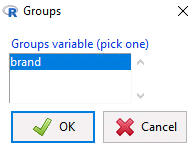 Groups
Groups variable (pick one)
brand
OK
Cancel